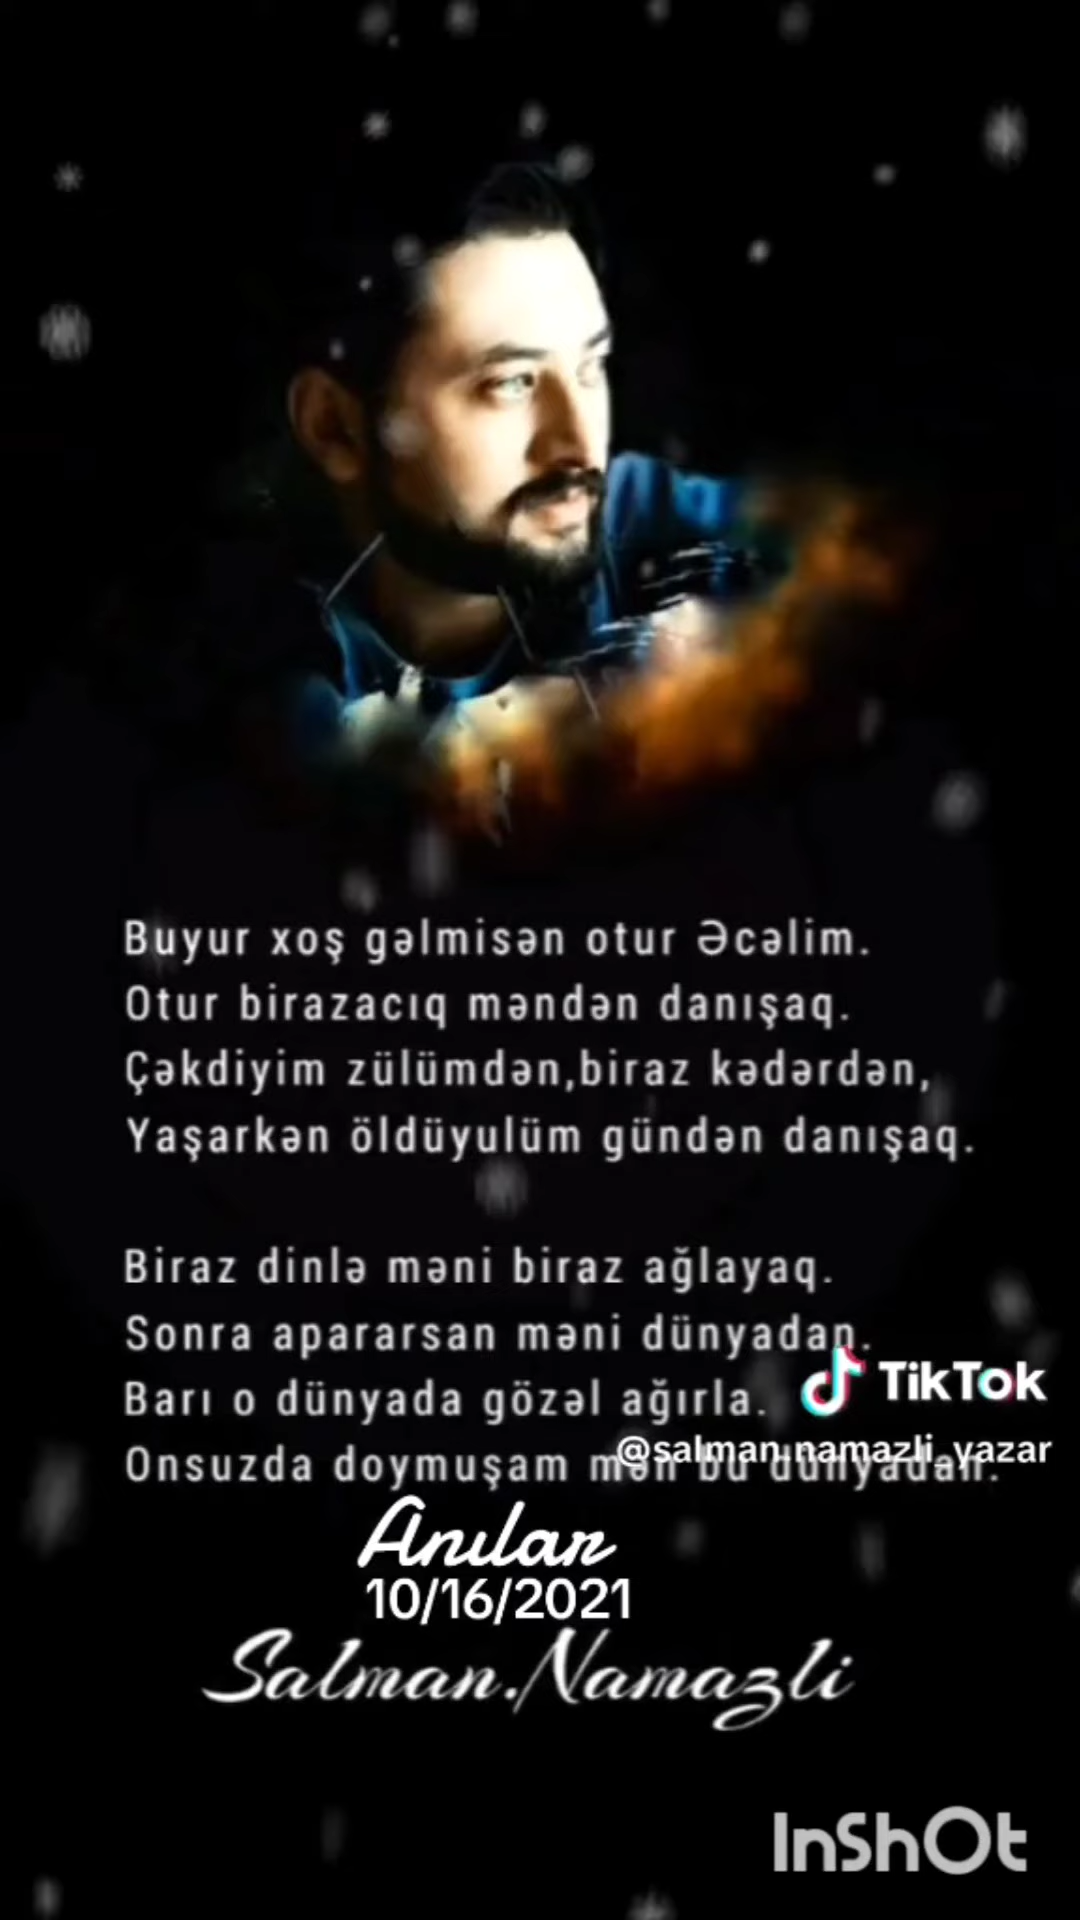 Buyur xoş gəlmisən otur Əcəlim.
Otur birazacıq məndən danışaq.
Çəkdiyim zülümdən,biraz kədərdən,
Yaşarkən öldüyulüm gündən danışaq.
Biraz dinlə məni biraz ağlayaq.
Sonra apararsan məni dünyadan.
Barı o dünyada gözəl ağırla.
TikTok
@salman.namazli_yazar
Onsuzda doymuşam mən bu dünyadan.
Anılar
10/16/2021
Salman.Namazli
InShOt